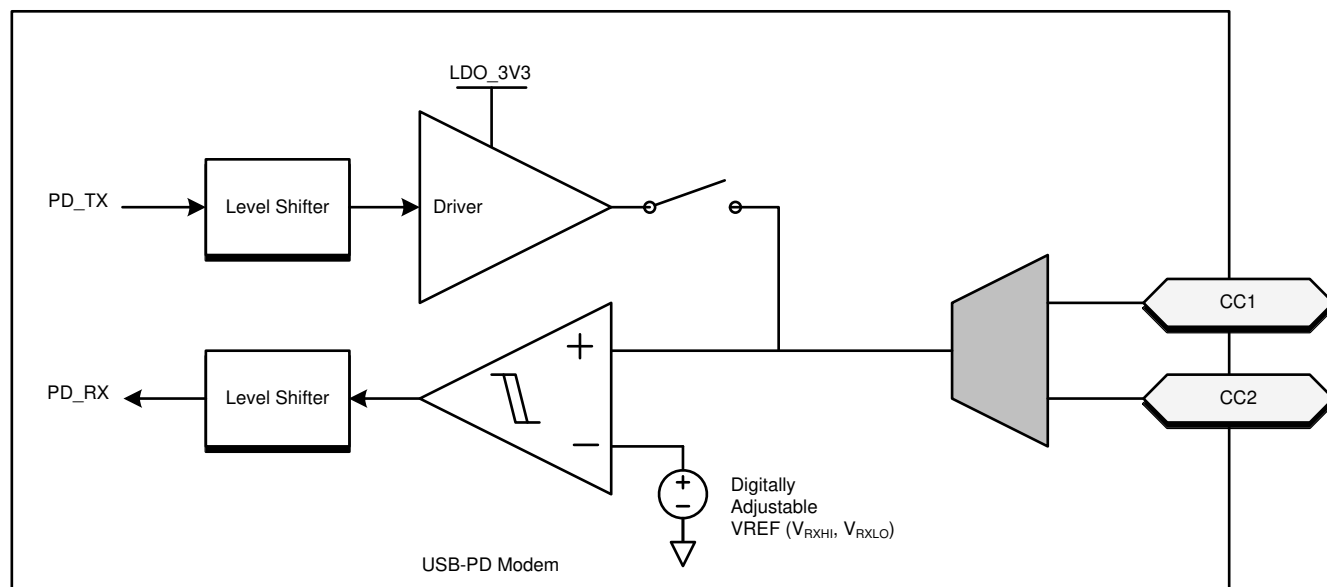 LDO_3V3
PD_TX
Level Shifter
Driver
CC1
PD_RX
Level Shifter
CC2
Digitally
Adjustable
VREF (VRXHI, VRXLO)
USB-PD Modem